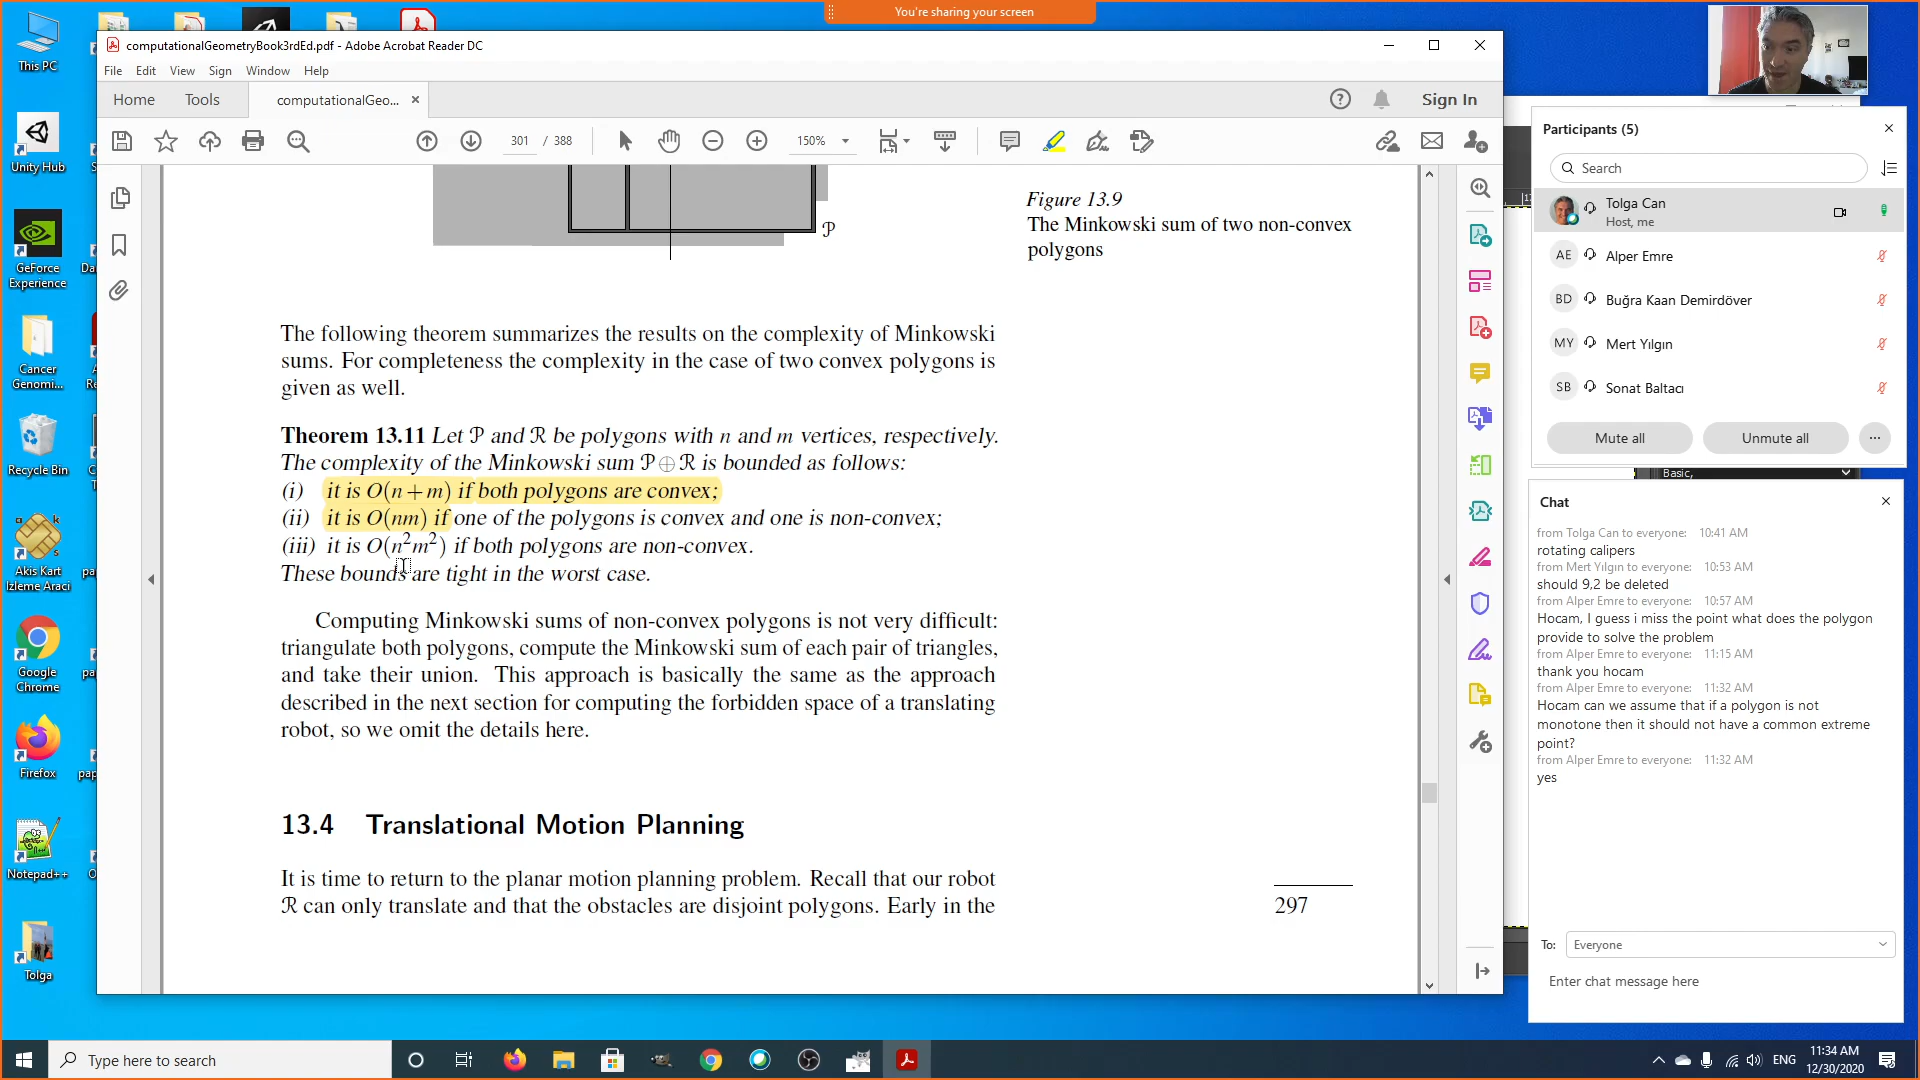 You're sharing your screen
This PC
Unity Hub
GeForce
Experience
Cancer
Genomi...
Recycle Bin
Akis Kart
Izleme Araci
Google
Chrome
Firefox
Notepad++
Tolga
computationalGeometryBook3rdEd.pdf - Adobe Acrobat Reader DC
File Edit View Sign Window Help
Home Tools computationalGeo... Sign In
301 / 388 150%
𝒫
Figure 13.9
The Minkowski sum of two non-convex
polygons
The following theorem summarizes the results on the complexity of Minkowski
sums. For completeness the complexity in the case of two convex polygons is
given as well.
Theorem 13.11 Let 𝒫 and ℛ be polygons with n and m vertices, respectively.
The complexity of the Minkowski sum 𝒫 ⊕ ℛ is bounded as follows:
(i) it is O(n+m) if both polygons are convex;
(ii) it is O(nm) if one of the polygons is convex and one is non-convex;
(iii) it is O(n²m²) if both polygons are non-convex.
These bounds are tight in the worst case.
Computing Minkowski sums of non-convex polygons is not very difficult:
triangulate both polygons, compute the Minkowski sum of each pair of triangles,
and take their union. This approach is basically the same as the approach
described in the next section for computing the forbidden space of a translating
robot, so we omit the details here.
13.4 Translational Motion Planning
It is time to return to the planar motion planning problem. Recall that our robot
ℛ can only translate and that the obstacles are disjoint polygons. Early in the
297
Participants (5)
Search
Tolga Can
Host, me
AE Alper Emre
BD Buğra Kaan Demirdöver
MY Mert Yılgın
SB Sonat Baltacı
Mute all Unmute all
Basic,
Chat
from Tolga Can to everyone: 10:41 AM
rotating calipers
from Mert Yılgın to everyone: 10:53 AM
should 9,2 be deleted
from Alper Emre to everyone: 10:57 AM
Hocam, I guess i miss the point what does the polygon
provide to solve the problem
from Alper Emre to everyone: 11:15 AM
thank you hocam
from Alper Emre to everyone: 11:32 AM
Hocam can we assume that if a polygon is not
monotone then it should not have a common extreme
point?
from Alper Emre to everyone: 11:32 AM
yes
To: Everyone
Enter chat message here
Type here to search
ENG
11:34 AM
12/30/2020